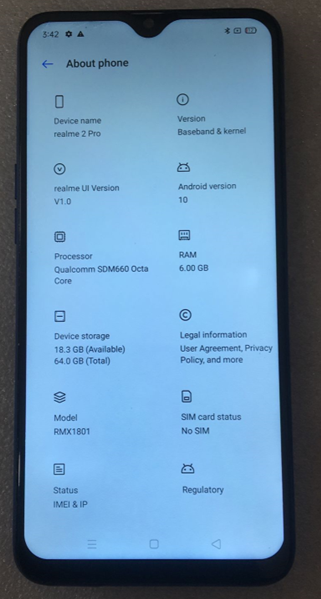 3:42
About phone
Device name
realme 2 Pro
Version
Baseband & kernel
realme UI Version
V1.0
Android version
10
Processor
Qualcomm SDM660 Octa
Core
RAM
6.00 GB
Device storage
18.3 GB (Available)
64.0 GB (Total)
Legal information
User Agreement, Privacy
Policy, and more
Model
RMX1801
SIM card status
No SIM
Status
IMEI & IP
Regulatory